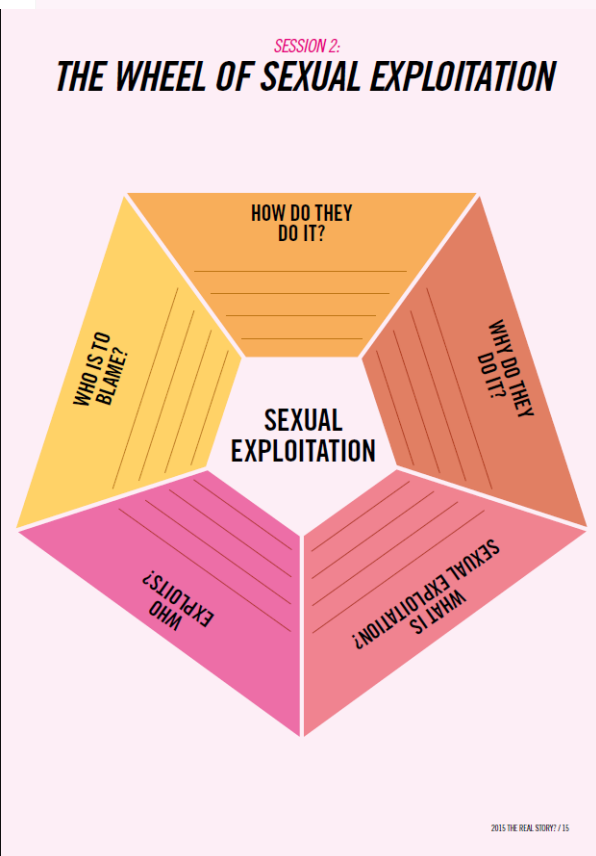 SESSION 2:
THE WHEEL OF SEXUAL EXPLOITATION
HOW DO THEY
DO IT?
WHY DO THEY
DO IT?
WHAT IS
SEXUAL EXPLOITATION?
WHO
EXPLOITS?
WHO IS TO
BLAME?
SEXUAL
EXPLOITATION
2015 THE REAL STORY? / 15